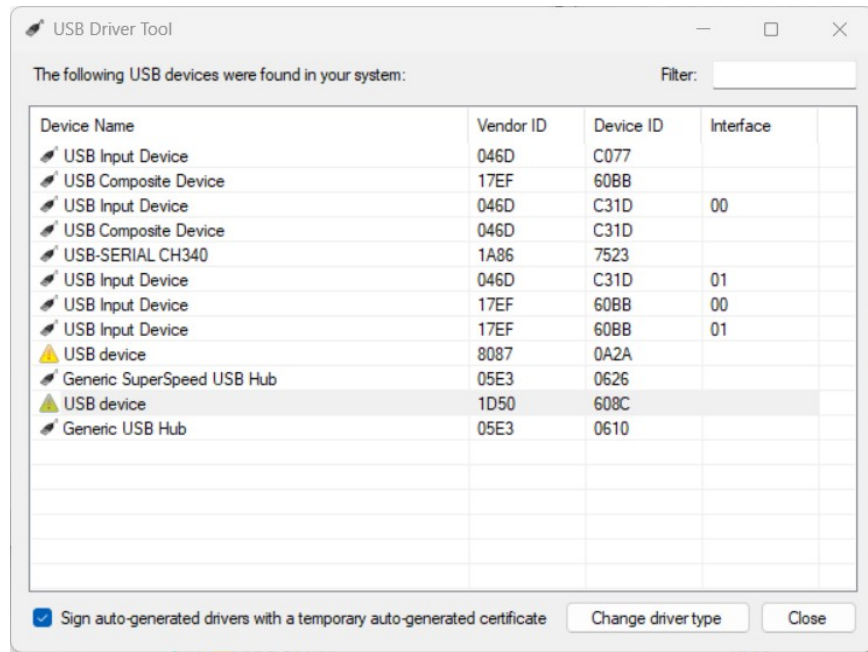 USB Driver Tool
The following USB devices were found in your system: Filter:
Device Name Vendor ID Device ID Interface
USB Input Device 046D C077
USB Composite Device 17EF 60BB
USB Input Device 046D C31D 00
USB Composite Device 046D C31D
USB-SERIAL CH340 1A86 7523
USB Input Device 046D C31D 01
USB Input Device 17EF 60BB 00
USB Input Device 17EF 60BB 01
USB device 8087 0A2A
Generic SuperSpeed USB Hub 05E3 0626
USB device 1D50 608C
Generic USB Hub 05E3 0610
Sign auto-generated drivers with a temporary auto-generated certificate Change driver type Close